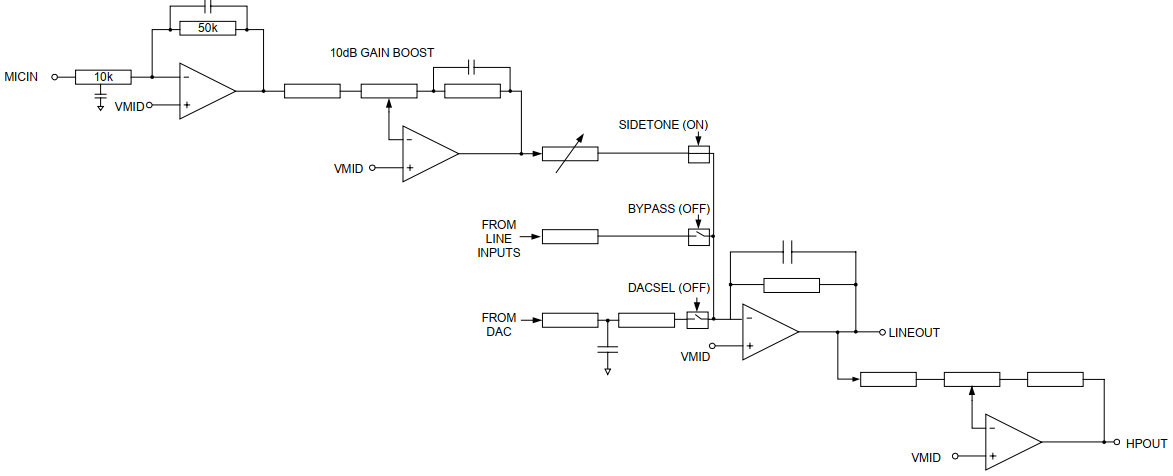 50k
10dB GAIN BOOST
MICIN
10k
−
VMID
+
SIDETONE (ON)
−
VMID
+
BYPASS (OFF)
FROM
LINE
INPUTS
DACSEL (OFF)
FROM
DAC
−
VMID
+
LINEOUT
−
VMID
+
HPOUT